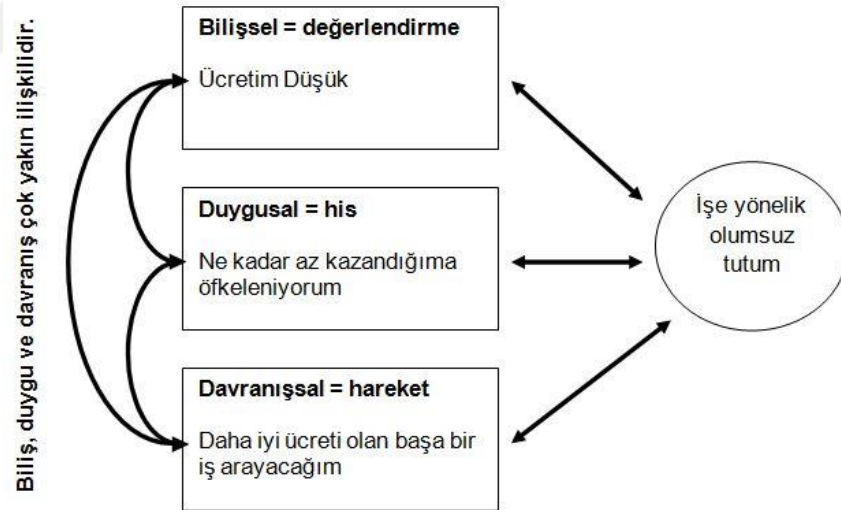 Biliş, duygu ve davranış çok yakın ilişkilidir.
Bilişsel = değerlendirme
Ücretim Düşük
Duygusal = his
Ne kadar az kazandığıma
öfkeleniyorum
Davranışsal = hareket
Daha iyi ücreti olan başa bir
iş arayacağım
İşe yönelik
olumsuz
tutum